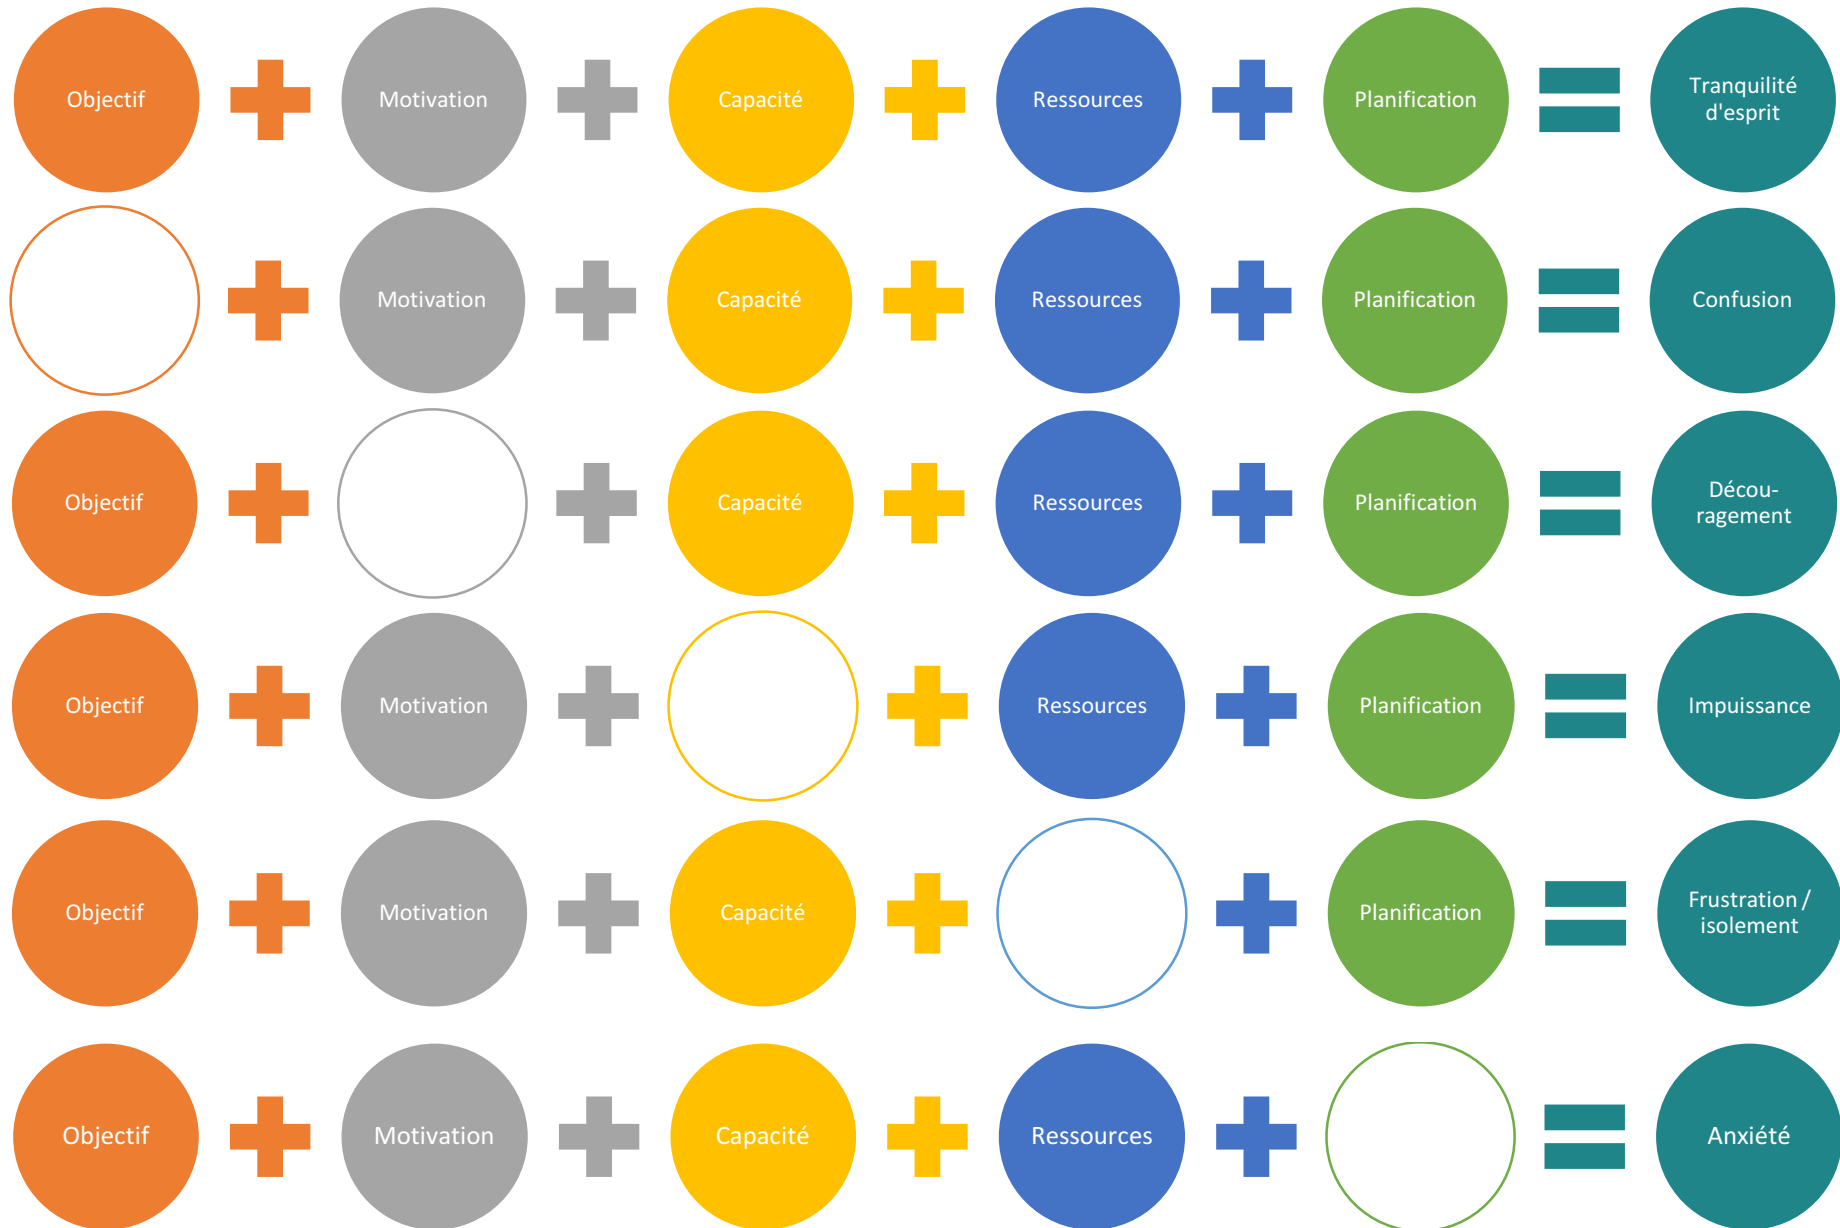 Objectif
Motivation
Capacité
Ressources
Planification
Tranquilité
d'esprit
Motivation
Capacité
Ressources
Planification
Confusion
Objectif
Capacité
Ressources
Planification
Décou-
ragement
Objectif
Motivation
Ressources
Planification
Impuissance
Objectif
Motivation
Capacité
Planification
Frustration /
isolement
Objectif
Motivation
Capacité
Ressources
Anxiété